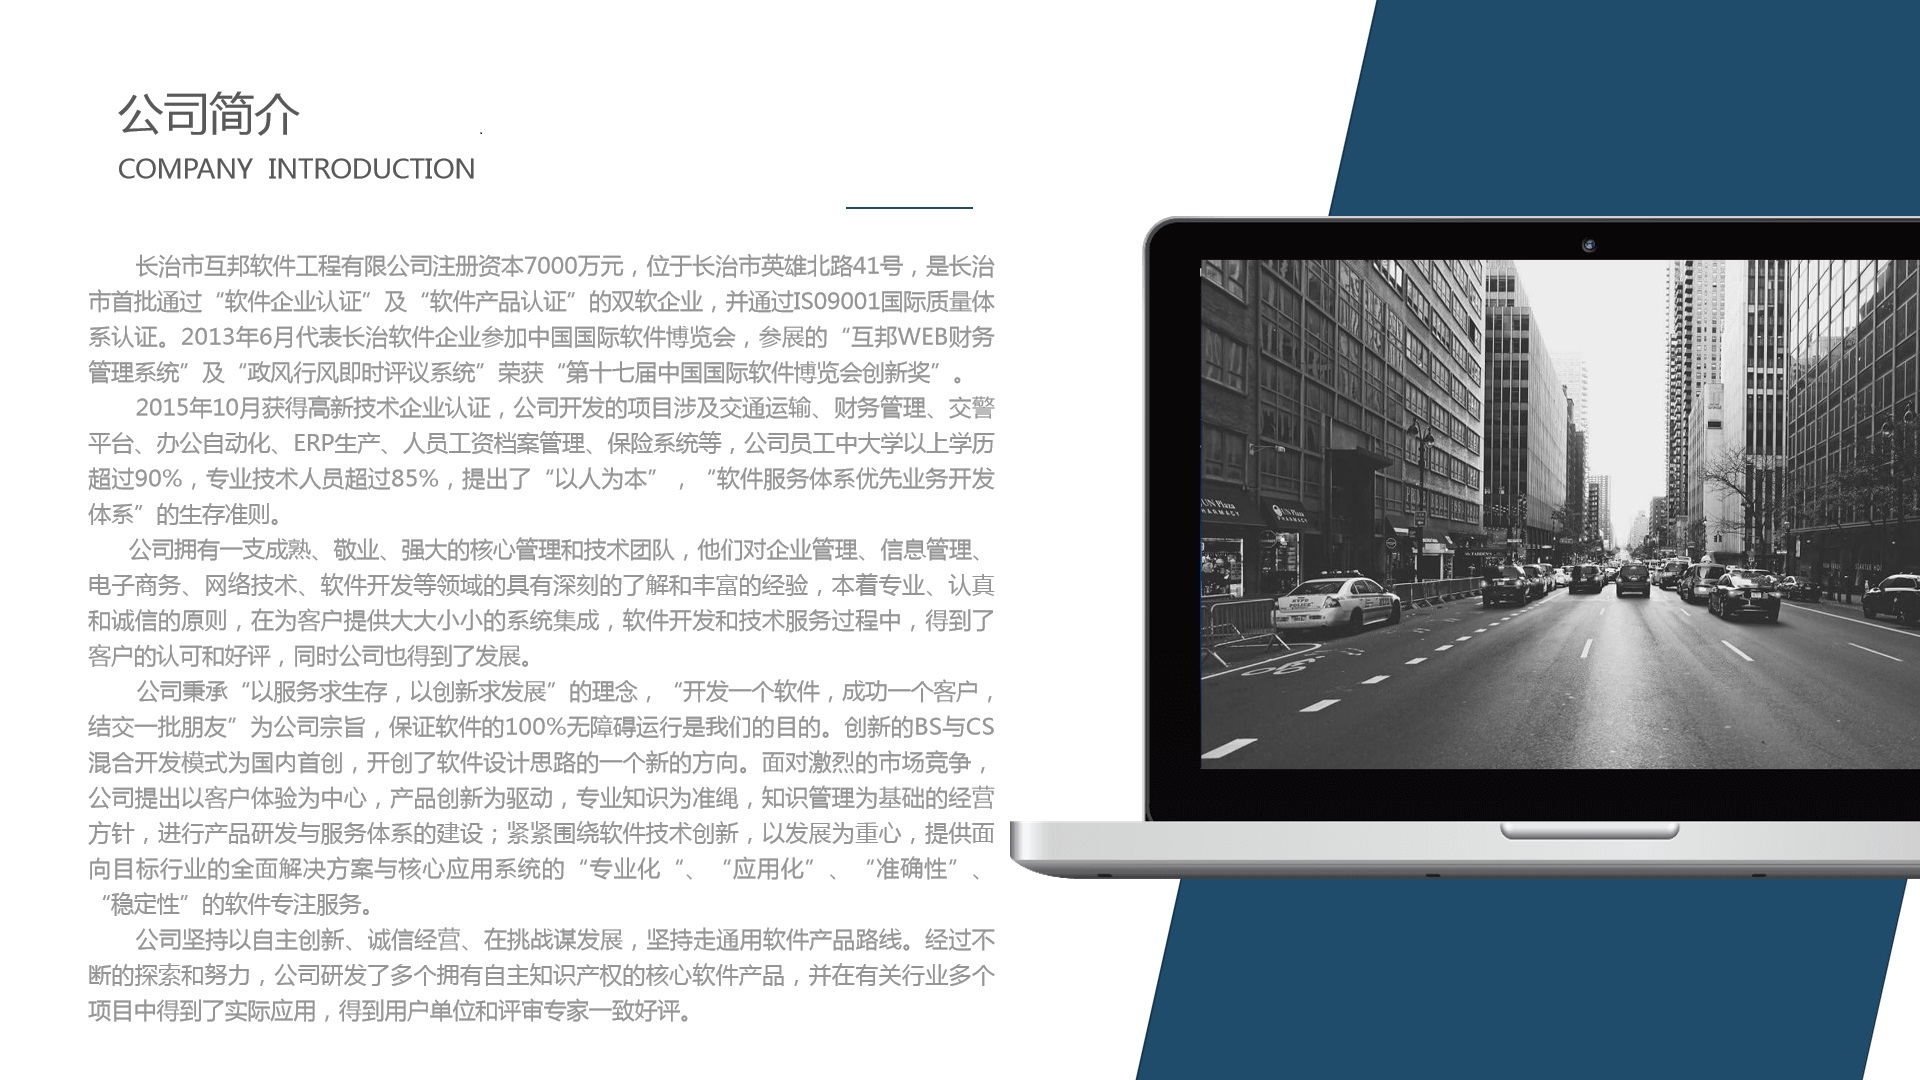 公司简介
COMPANY INTRODUCTION
长治市互邦软件工程有限公司注册资本7000万元，位于长治市英雄北路41号，是长治
市首批通过“软件企业认证”及“软件产品认证”的双软企业，并通过IS09001国际质量体
系认证。2013年6月代表长治软件企业参加中国国际软件博览会，参展的“互邦WEB财务
管理系统”及“政风行风即时评议系统”荣获“第十七届中国国际软件博览会创新奖”。
2015年10月获得高新技术企业认证，公司开发的项目涉及交通运输、财务管理、交警
平台、办公自动化、ERP生产、人员工资档案管理、保险系统等，公司员工中大学以上学历
超过90%，专业技术人员超过85%，提出了“以人为本”，“软件服务体系优先业务开发
体系”的生存准则。
公司拥有一支成熟、敬业、强大的核心管理和技术团队，他们对企业管理、信息管理、
电子商务、网络技术、软件开发等领域的具有深刻的了解和丰富的经验，本着专业、认真
和诚信的原则，在为客户提供大大小小的系统集成，软件开发和技术服务过程中，得到了
客户的认可和好评，同时公司也得到了发展。
公司秉承“以服务求生存，以创新求发展”的理念，“开发一个软件，成功一个客户，
结交一批朋友”为公司宗旨，保证软件的100%无障碍运行是我们的目的。创新的BS与CS
混合开发模式为国内首创，开创了软件设计思路的一个新的方向。面对激烈的市场竞争，
公司提出以客户体验为中心，产品创新为驱动，专业知识为准绳，知识管理为基础的经营
方针，进行产品研发与服务体系的建设；紧紧围绕软件技术创新，以发展为重心，提供面
向目标行业的全面解决方案与核心应用系统的“专业化“、“应用化”、“准确性”、
“稳定性”的软件专注服务。
公司坚持以自主创新、诚信经营、在挑战谋发展，坚持走通用软件产品路线。经过不
断的探索和努力，公司研发了多个拥有自主知识产权的核心软件产品，并在有关行业多个
项目中得到了实际应用，得到用户单位和评审专家一致好评。
UN Plaza
PHARMACY
UN Plaza
PHARMACY
NYPD
POLICE